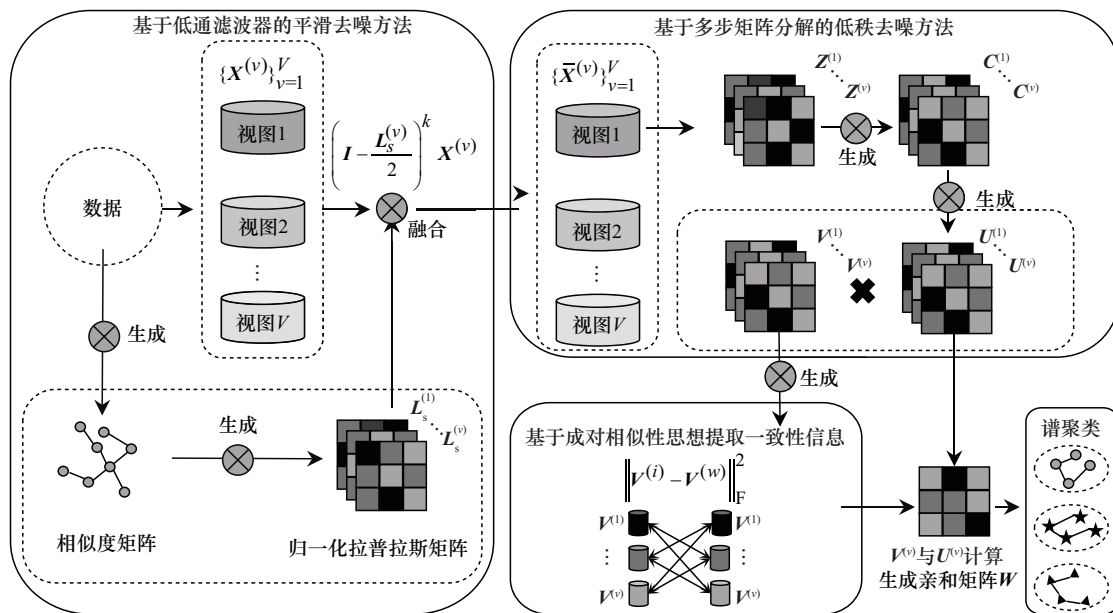 基于低通滤波器的平滑去噪方法
{X^(v)}_{v=1}^V
视图1
视图2
⋮
视图V
数据
生成
(I - L_s^(v)/2)^k X^(v)
融合
相似度矩阵
生成
L_s^(1)
⋱
L_s^(v)
归一化拉普拉斯矩阵
基于多步矩阵分解的低秩去噪方法
{X̄^(v)}_{v=1}^V
视图1
视图2
⋮
视图V
Z^(1)
⋱
Z^(v)
生成
C^(1)
⋱
C^(v)
生成
V^(1)
⋱
V^(v)
U^(1)
⋱
U^(v)
生成
基于成对相似性思想提取一致性信息
‖V^(i) - V^(w)‖_F^2
V^(1) V^(1)
⋮ ⋮
V^(v) V^(v)
V^(v)与U^(v)计算
生成亲和矩阵W
谱聚类